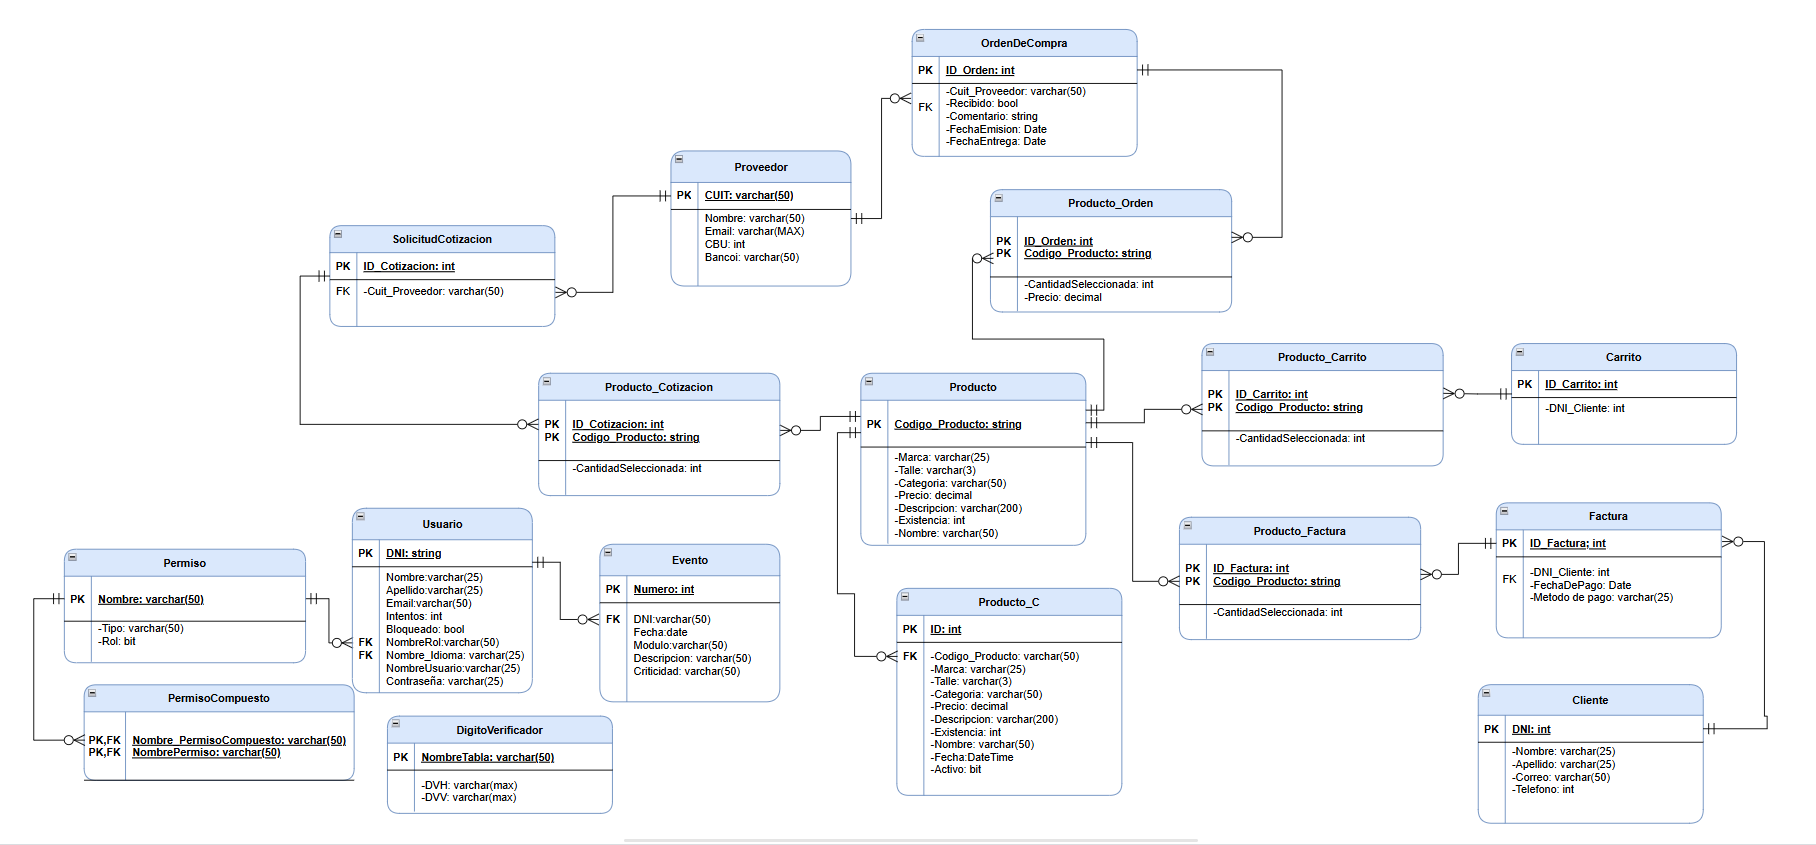 OrdenDeCompra
PK ID_Orden: int
FK
-Cuit_Proveedor: varchar(50)
-Recibido: bool
-Comentario: string
-FechaEmision: Date
-FechaEntrega: Date
Proveedor
PK CUIT: varchar(50)
Nombre: varchar(50)
Email: varchar(MAX)
CBU: int
Bancoi: varchar(50)
Producto_Orden
PK ID_Orden: int
PK Codigo_Producto: string
-CantidadSeleccionada: int
-Precio: decimal
SolicitudCotizacion
PK ID_Cotizacion: int
FK -Cuit_Proveedor: varchar(50)
Producto_Cotizacion
PK ID_Cotizacion: int
PK Codigo_Producto: string
-CantidadSeleccionada: int
Producto
PK Codigo_Producto: string
-Marca: varchar(25)
-Talle: varchar(3)
-Categoria: varchar(50)
-Precio: decimal
-Descripcion: varchar(200)
-Existencia: int
-Nombre: varchar(50)
Producto_Carrito
PK ID_Carrito: int
PK Codigo_Producto: string
-CantidadSeleccionada: int
Carrito
PK ID_Carrito: int
-DNI_Cliente: int
Usuario
PK DNI: string
Nombre:varchar(25)
Apellido:varchar(25)
Email:varchar(50)
Intentos: int
Bloqueado: bool
FK NombreRol:varchar(50)
FK Nombre_Idioma: varchar(25)
NombreUsuario:varchar(25)
Contraseña: varchar(25)
Evento
PK Numero: int
FK DNI:varchar(50)
Fecha:date
Modulo:varchar(50)
Descripcion: varchar(50)
Criticidad: varchar(50)
Permiso
PK Nombre: varchar(50)
-Tipo: varchar(50)
-Rol: bit
PermisoCompuesto
PK,FK Nombre_PermisoCompuesto: varchar(50)
PK,FK NombrePermiso: varchar(50)
DigitoVerificador
PK NombreTabla: varchar(50)
-DVH: varchar(max)
-DVV: varchar(max)
Producto_C
PK ID: int
FK -Codigo_Producto: varchar(50)
-Marca: varchar(25)
-Talle: varchar(3)
-Categoria: varchar(50)
-Precio: decimal
-Descripcion: varchar(200)
-Existencia: int
-Nombre: varchar(50)
-Fecha:DateTime
-Activo: bit
Producto_Factura
PK ID_Factura: int
PK Codigo_Producto: string
-CantidadSeleccionada: int
Factura
PK ID_Factura; int
FK
-DNI_Cliente: int
-FechaDePago: Date
-Metodo de pago: varchar(25)
Cliente
PK DNI: int
-Nombre: varchar(25)
-Apellido: varchar(25)
-Correo: varchar(50)
-Telefono: int